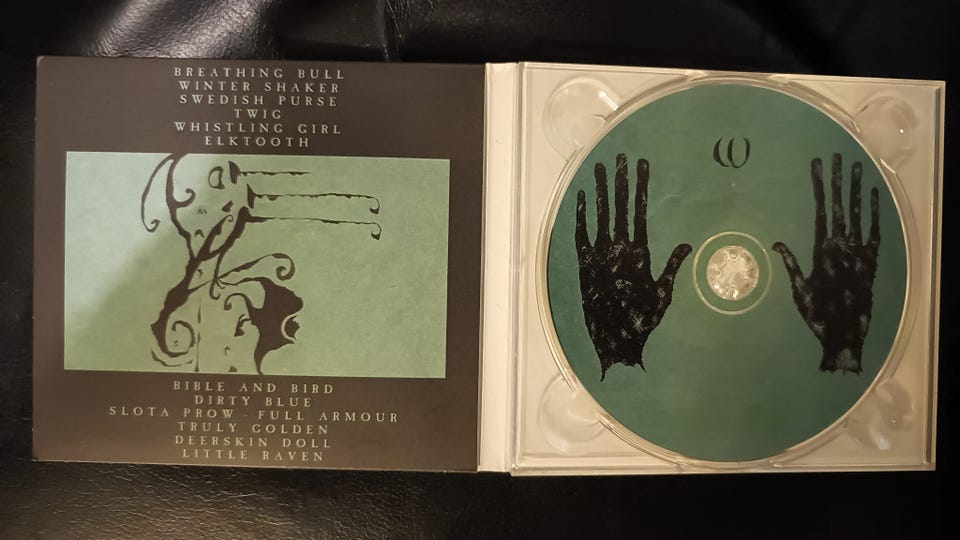 BREATHING BULL
WINTER SHAKER
SWEDISH PURSE
TWIG
WHISTLING GIRL
ELKTOOTH
BIBLE AND BIRD
DIRTY BLUE
SLOTA PROW - FULL ARMOUR
TRULY GOLDEN
DEERSKIN DOLL
LITTLE RAVEN